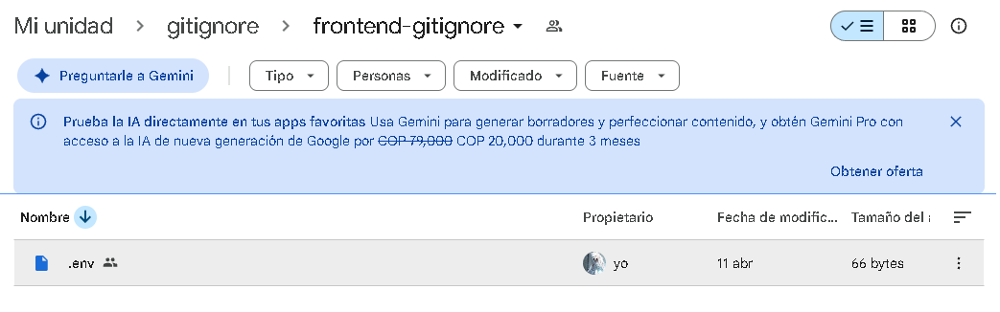 Mi unidad > gitignore > frontend-gitignore
Preguntarle a Gemini Tipo Personas Modificado Fuente
Prueba la IA directamente en tus apps favoritas Usa Gemini para generar borradores y perfeccionar contenido, y obtén Gemini Pro con
acceso a la IA de nueva generación de Google por COP 79,000 COP 20,000 durante 3 meses
Obtener oferta
Nombre Propietario Fecha de modific... Tamaño del
.env yo 11 abr 66 bytes